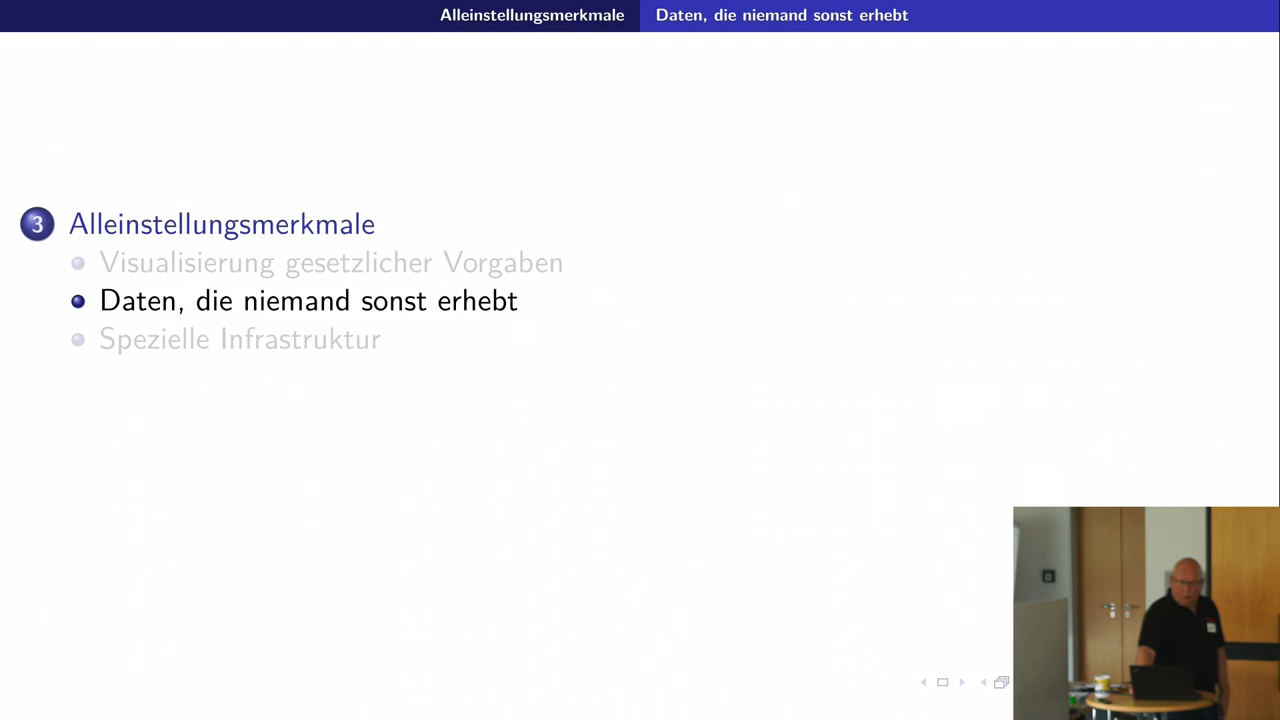 Alleinstellungsmerkmale
Daten, die niemand sonst erhebt
3 Alleinstellungsmerkmale
Visualisierung gesetzlicher Vorgaben
Daten, die niemand sonst erhebt
Spezielle Infrastruktur